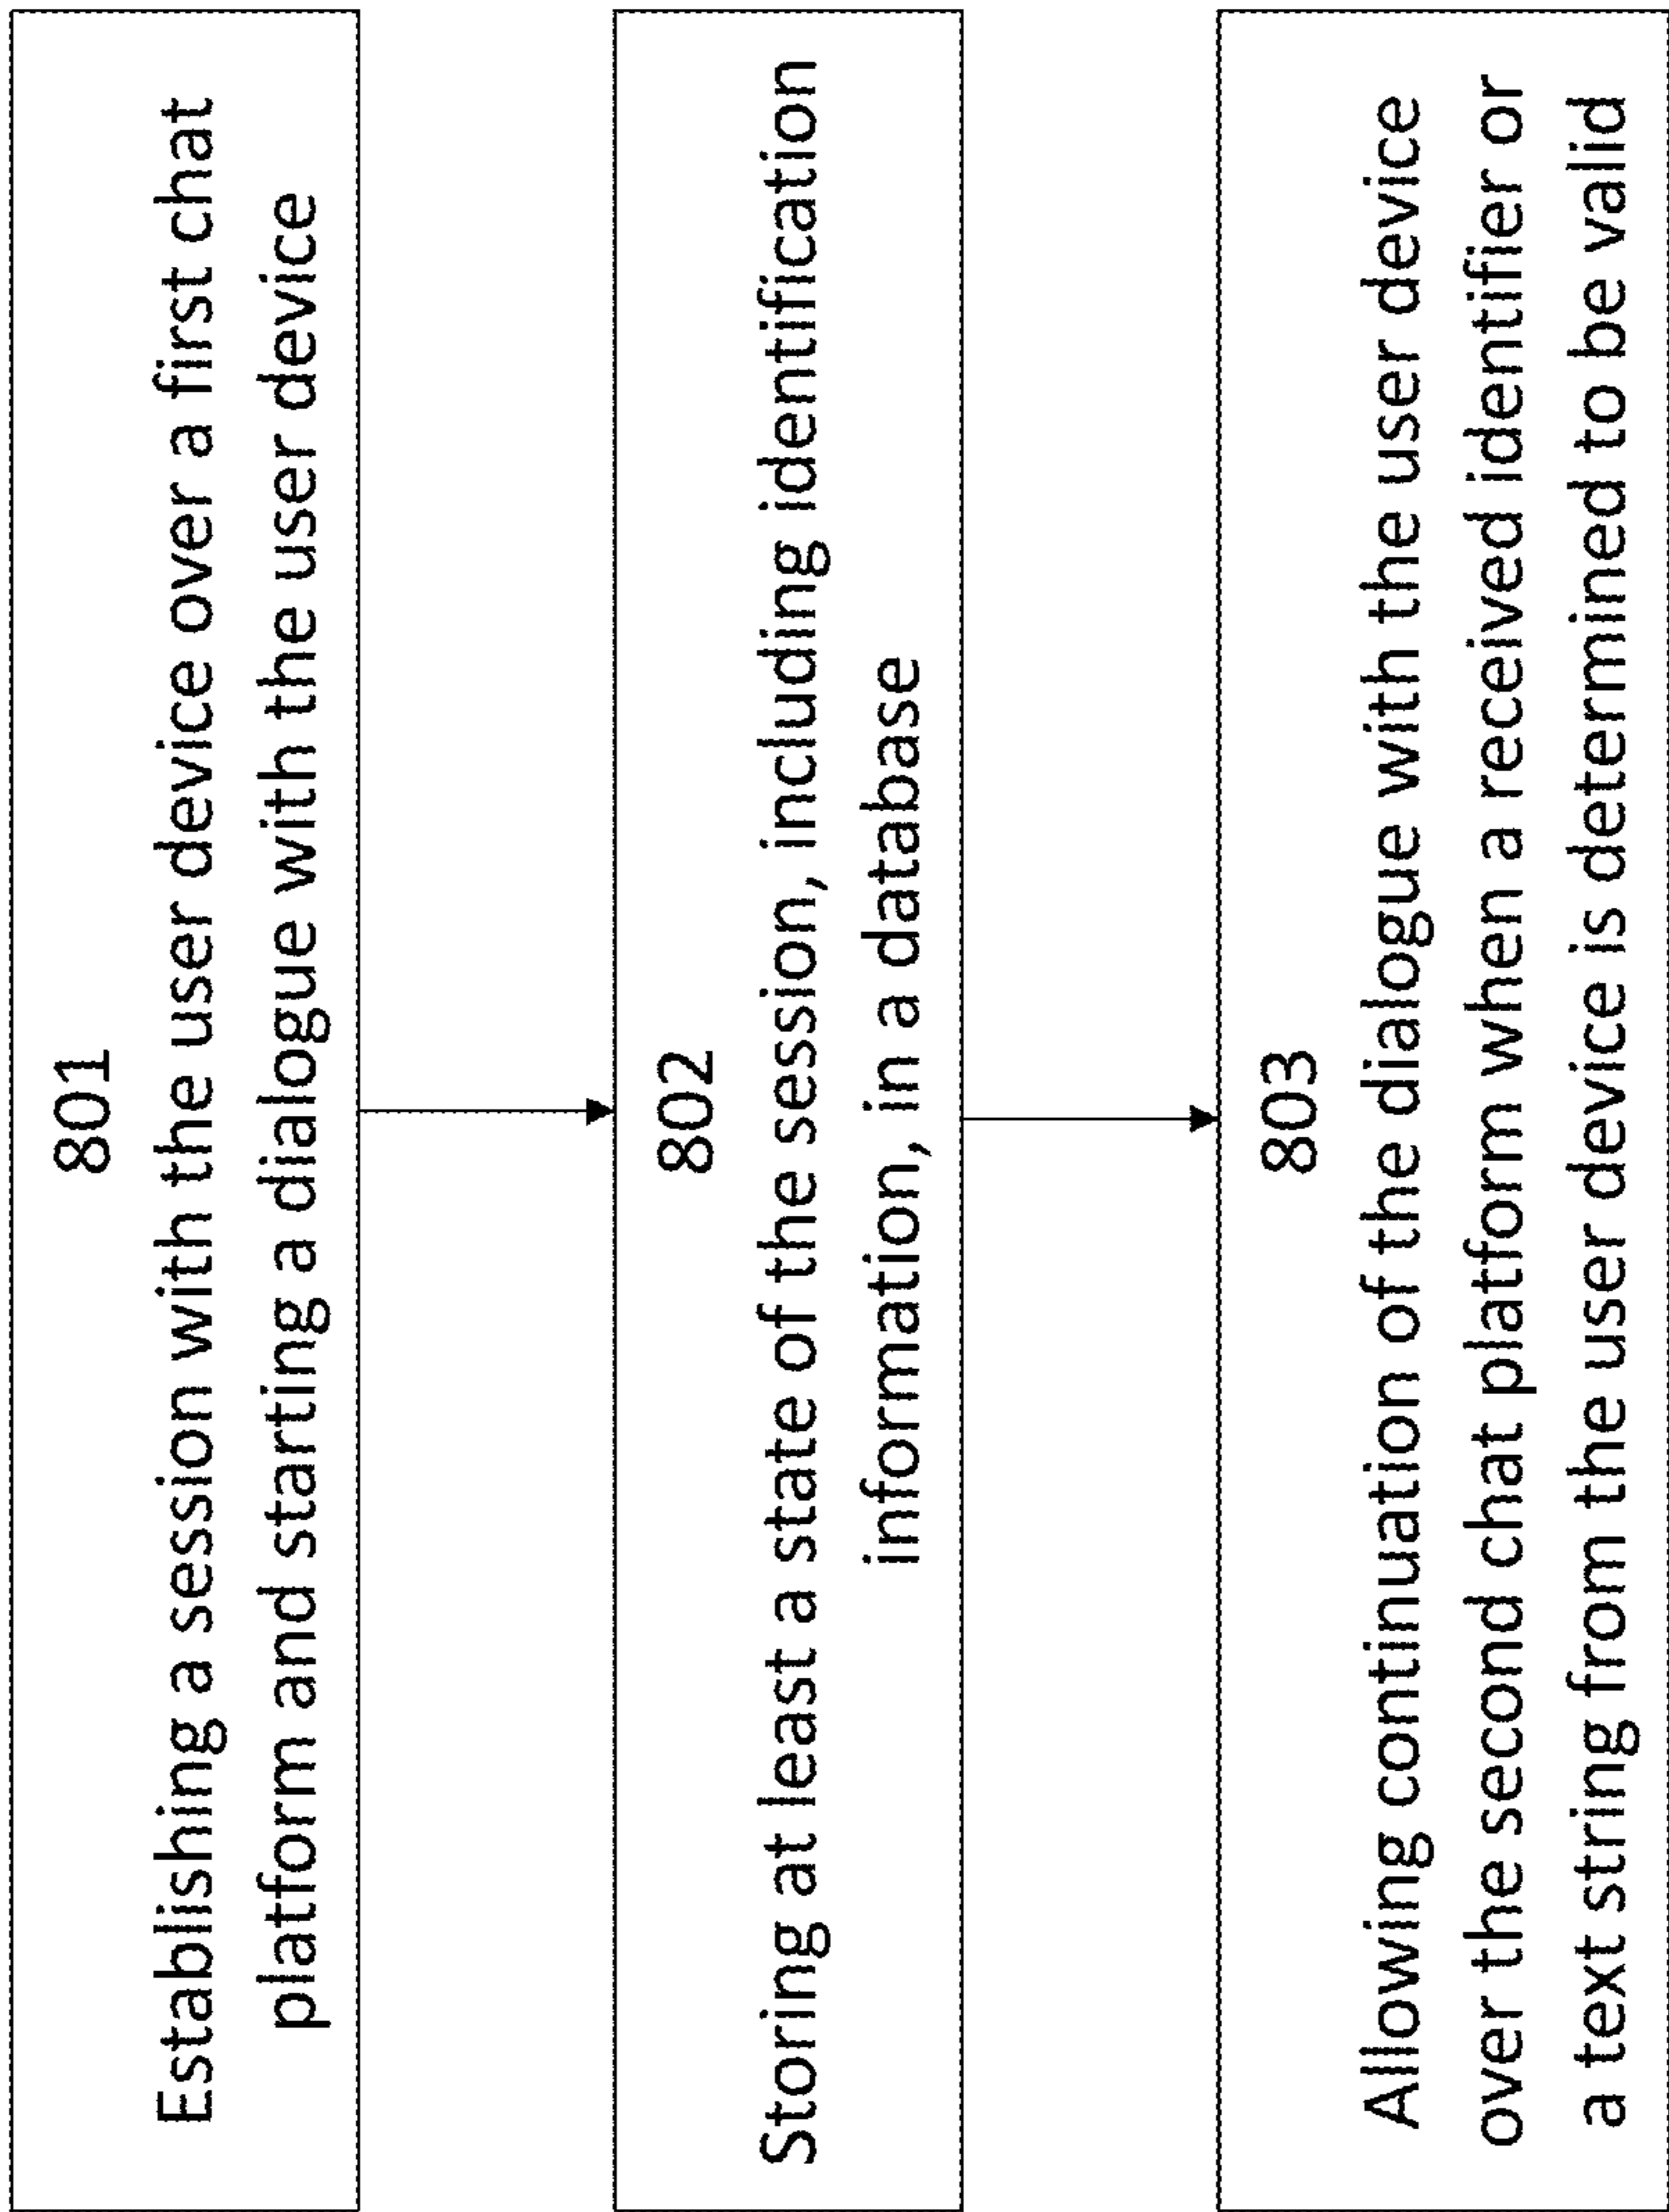 801
Establishing a session with the user device over a first chat
platform and starting a dialogue with the user device
802
Storing at least a state of the session, including identification
information, in a database
803
Allowing continuation of the dialogue with the user device
over the second chat platform when a received identifier or
a text string from the user device is determined to be valid